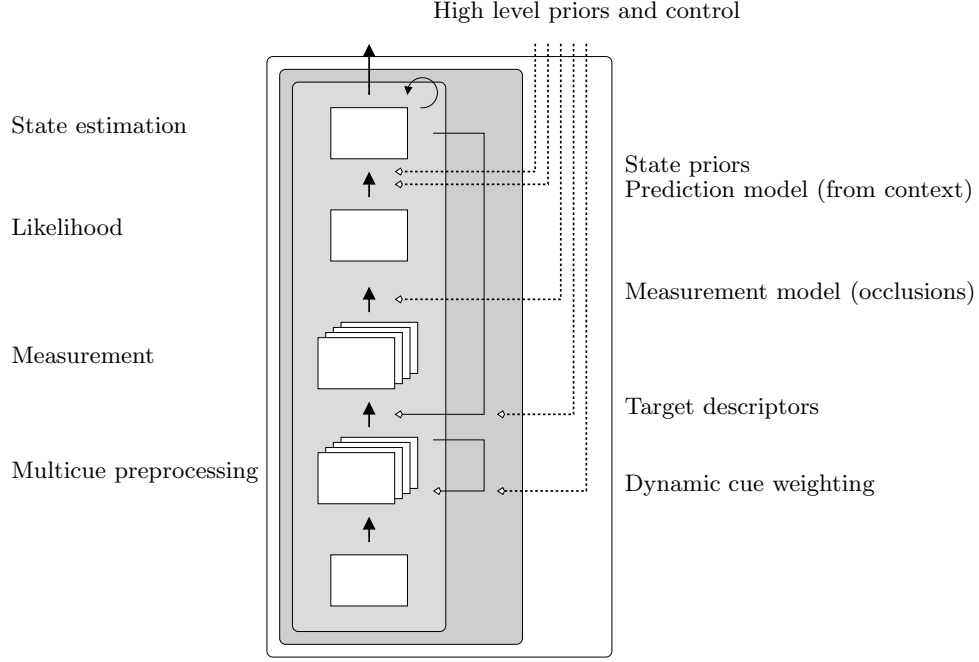 High level priors and control
State estimation
State priors
Prediction model (from context)
Likelihood
Measurement model (occlusions)
Measurement
Target descriptors
Multicue preprocessing
Dynamic cue weighting